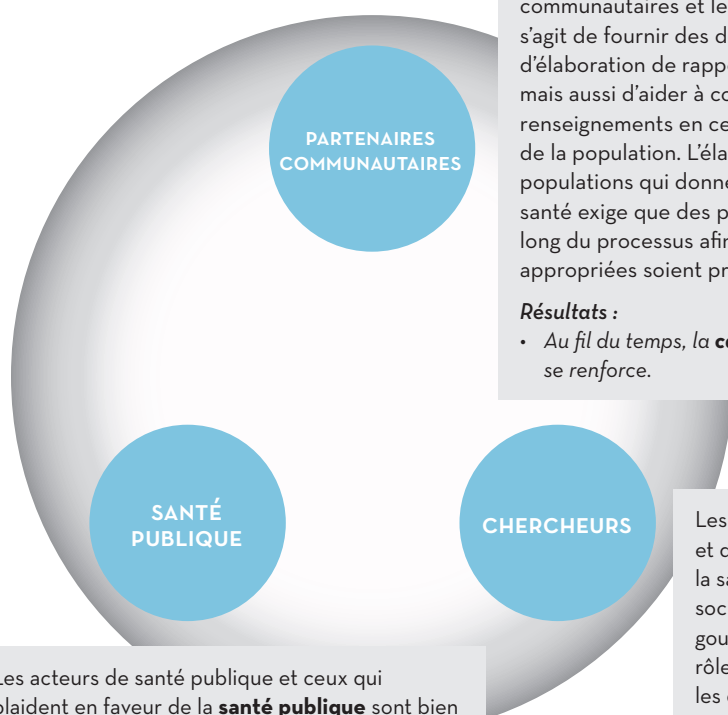 PARTENAIRES
COMMUNAUTAIRES
communautaires et le
s’agit de fournir des d
d’élaboration de rapp
mais aussi d’aider à co
renseignements en ce
de la population. L’éla
populations qui donne
santé exige que des p
long du processus afin
appropriées soient pr
Résultats :
• Au fil du temps, la co
se renforce.
SANTÉ
PUBLIQUE
CHERCHEURS
Les
et d
la sa
soc
gou
rôle
les
Les acteurs de santé publique et ceux qui
plaident en faveur de la santé publique sont bien